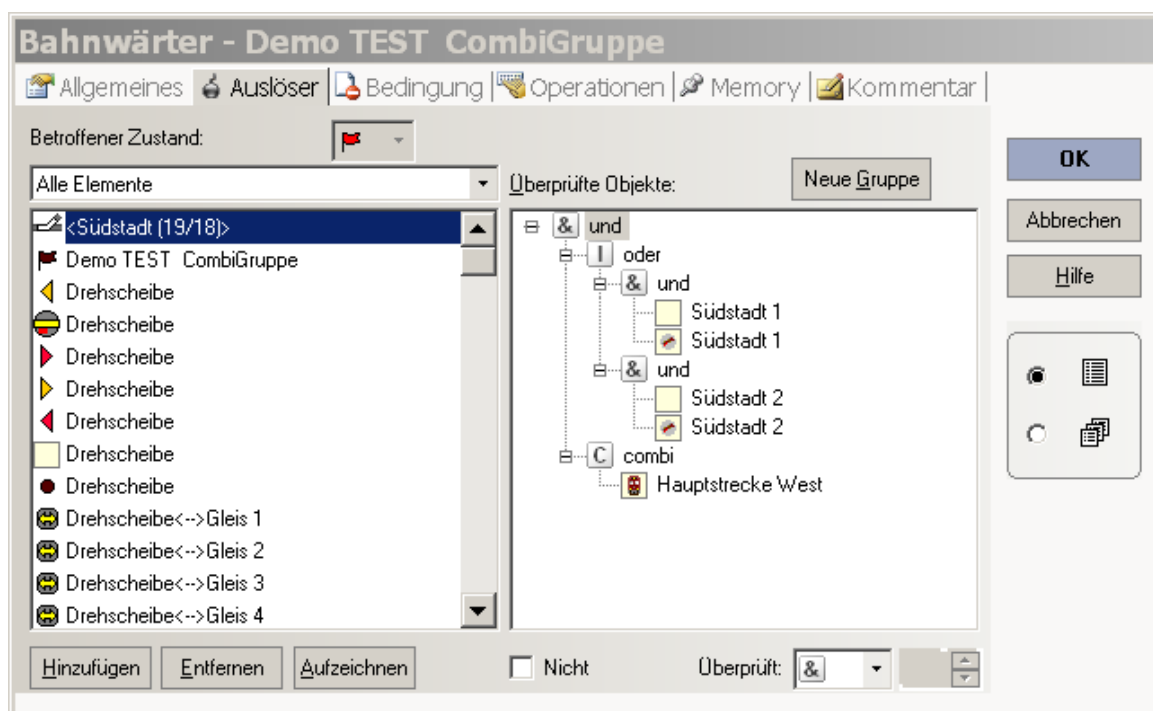 Bahnwärter - Demo TEST  CombiGruppe
Allgemeines Auslöser Bedingung Operationen Memory Kommentar
Betroffener Zustand:
Alle Elemente
<Südstadt (19/18)>
Demo TEST  CombiGruppe
Drehscheibe
Drehscheibe
Drehscheibe
Drehscheibe
Drehscheibe
Drehscheibe
Drehscheibe
Drehscheibe<-->Gleis 1
Drehscheibe<-->Gleis 2
Drehscheibe<-->Gleis 3
Drehscheibe<-->Gleis 4
Hinzufügen Entfernen Aufzeichnen
Überprüfte Objekte: Neue Gruppe
& und
I oder
& und
Südstadt 1
Südstadt 1
& und
Südstadt 2
Südstadt 2
C combi
Hauptstrecke West
Nicht Überprüft: &
OK
Abbrechen
Hilfe